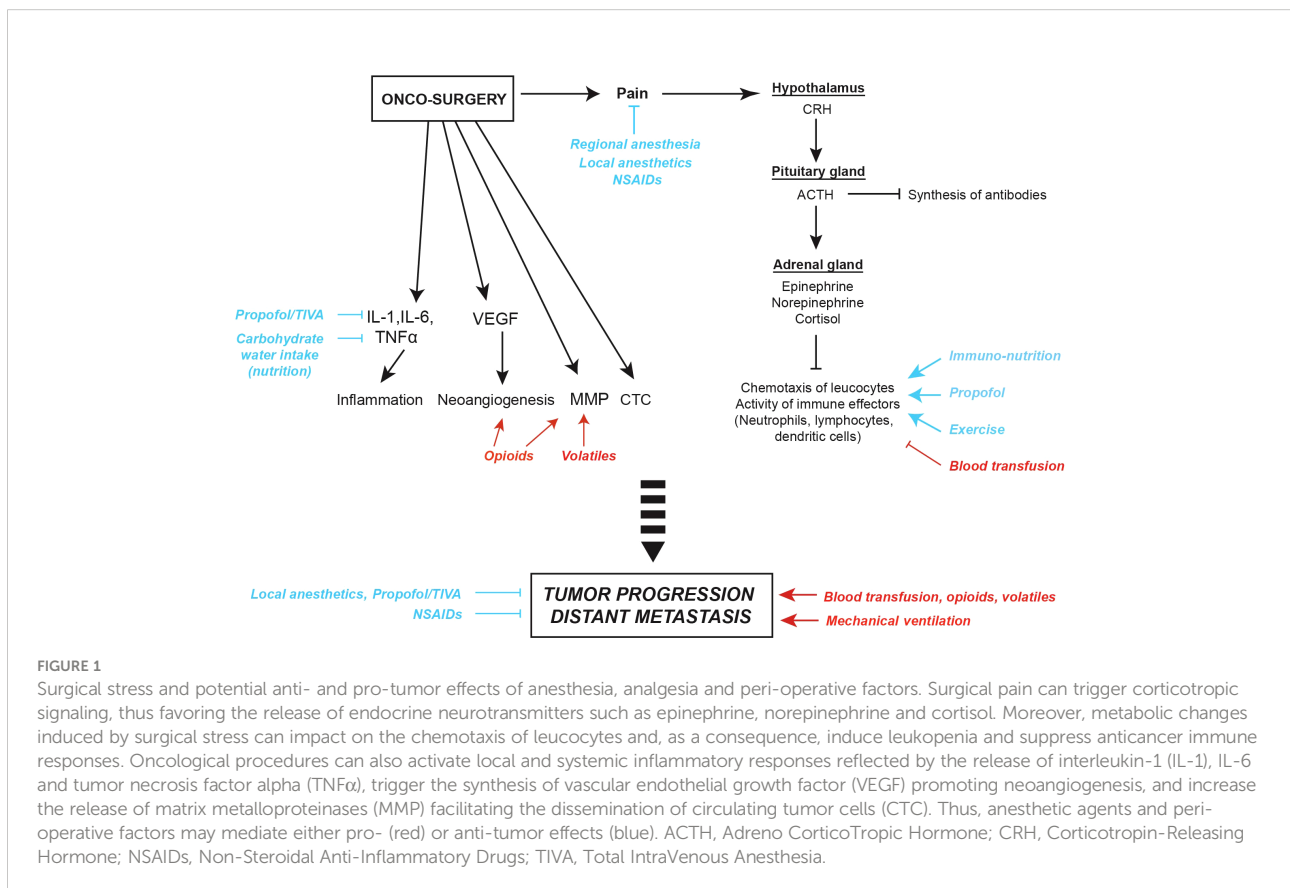 ONCO-SURGERY
Pain
Regional anesthesia
Local anesthetics
NSAIDs
Hypothalamus
CRH
Pituitary gland
ACTH
Synthesis of antibodies
Adrenal gland
Epinephrine
Norepinephrine
Cortisol
Propofol/TIVA
Carbohydrate
water intake
(nutrition)
IL-1,IL-6,
TNFα
VEGF
Inflammation
Neoangiogenesis
MMP
CTC
Opioids
Volatiles
Chemotaxis of leucocytes
Activity of immune effectors
(Neutrophils, lymphocytes,
dendritic cells)
Immuno-nutrition
Propofol
Exercise
Blood transfusion
Local anesthetics, Propofol/TIVA
NSAIDs
TUMOR PROGRESSION
DISTANT METASTASIS
Blood transfusion, opioids, volatiles
Mechanical ventilation
FIGURE 1
Surgical stress and potential anti- and pro-tumor effects of anesthesia, analgesia and peri-operative factors. Surgical pain can trigger corticotropic
signaling, thus favoring the release of endocrine neurotransmitters such as epinephrine, norepinephrine and cortisol. Moreover, metabolic changes
induced by surgical stress can impact on the chemotaxis of leucocytes and, as a consequence, induce leukopenia and suppress anticancer immune
responses. Oncological procedures can also activate local and systemic inflammatory responses reflected by the release of interleukin-1 (IL-1), IL-6
and tumor necrosis factor alpha (TNFα), trigger the synthesis of vascular endothelial growth factor (VEGF) promoting neoangiogenesis, and increase
the release of matrix metalloproteinases (MMP) facilitating the dissemination of circulating tumor cells (CTC). Thus, anesthetic agents and peri-
operative factors may mediate either pro- (red) or anti-tumor effects (blue). ACTH, Adreno CorticoTropic Hormone; CRH, Corticotropin-Releasing
Hormone; NSAIDs, Non-Steroidal Anti-Inflammatory Drugs; TIVA, Total IntraVenous Anesthesia.